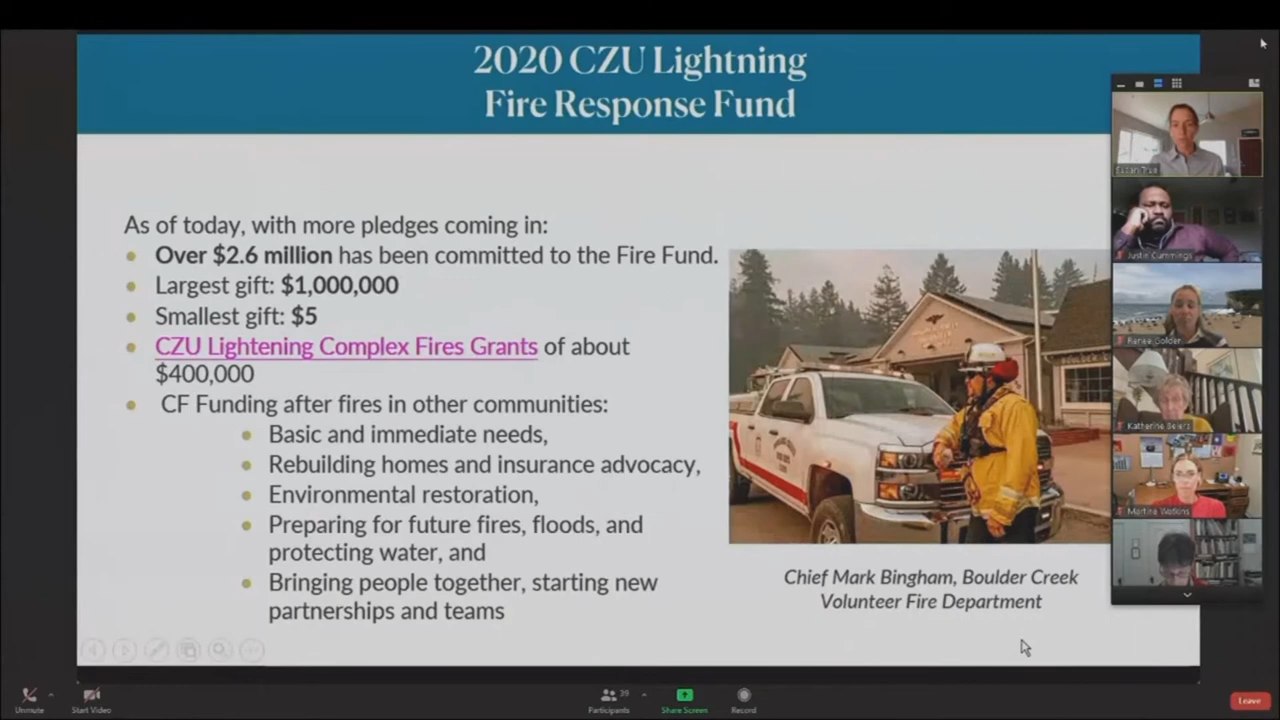 2020 CZU Lightning
Fire Response Fund
As of today, with more pledges coming in:
Over $2.6 million has been committed to the Fire Fund.
Largest gift: $1,000,000
Smallest gift: $5
CZU Lightening Complex Fires Grants of about
$400,000
CF Funding after fires in other communities:
Basic and immediate needs,
Rebuilding homes and insurance advocacy,
Environmental restoration,
Preparing for future fires, floods, and
protecting water, and
Bringing people together, starting new
partnerships and teams
Chief Mark Bingham, Boulder Creek
Volunteer Fire Department
Susan True
Justin Cummings
Renee Golder
Katherine Beiers
Martine Watkins
Unmute
Start Video
Participants
39
Share Screen
Record
Leave